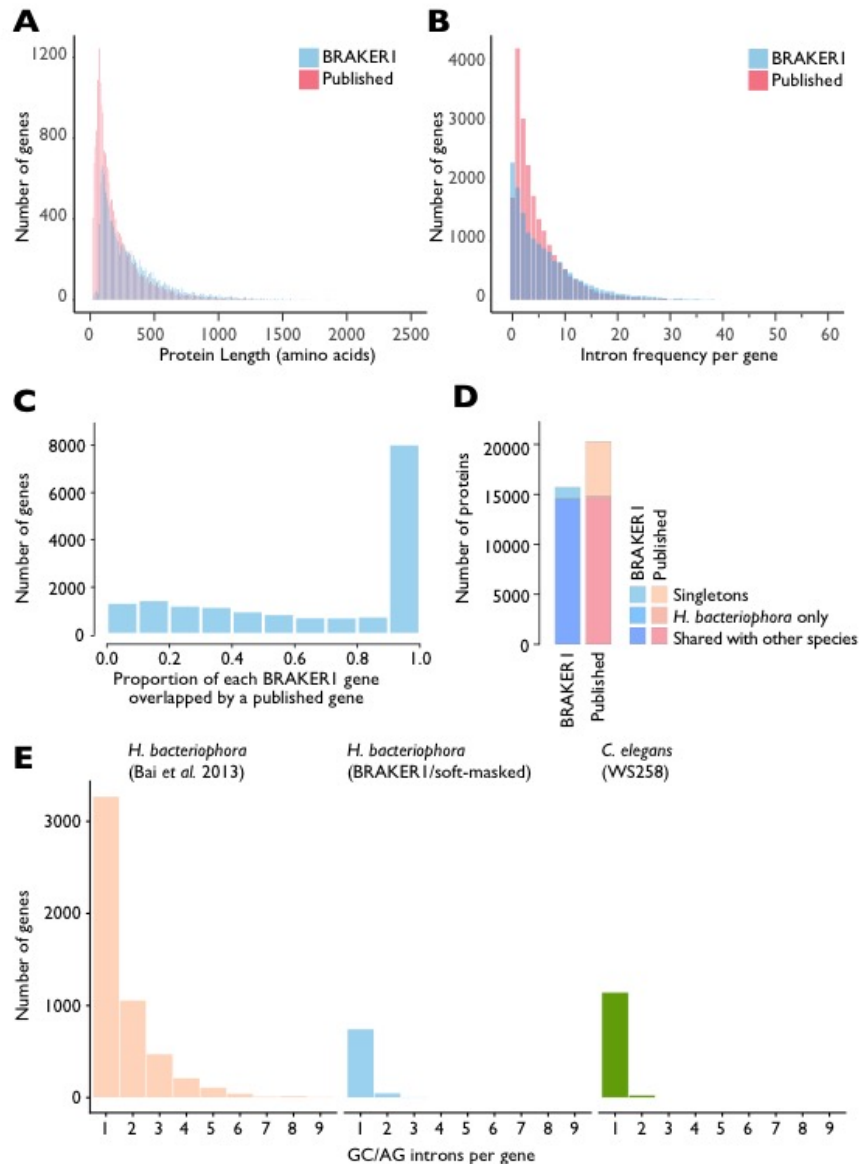 A
1200
800
400
0
Number of genes
BRAKER1
Published
0 500 1000 1500 2000 2500
Protein Length (amino acids)
B
4000
3000
2000
1000
0
Number of genes
BRAKER1
Published
0 10 20 30 40 50 60
Intron frequency per gene
C
8000
6000
4000
2000
0
Number of genes
0.0 0.2 0.4 0.6 0.8 1.0
Proportion of each BRAKER1 gene
overlapped by a published gene
D
20000
15000
10000
5000
0
Number of proteins
BRAKER1
Published
BRAKER1
Published
Singletons
H. bacteriophora only
Shared with other species
E
H. bacteriophora
(Bai et al. 2013)
H. bacteriophora
(BRAKER1/soft-masked)
C. elegans
(WS258)
3000
2000
1000
0
Number of genes
1 2 3 4 5 6 7 8 9
1 2 3 4 5 6 7 8 9
1 2 3 4 5 6 7 8 9
GC/AG introns per gene